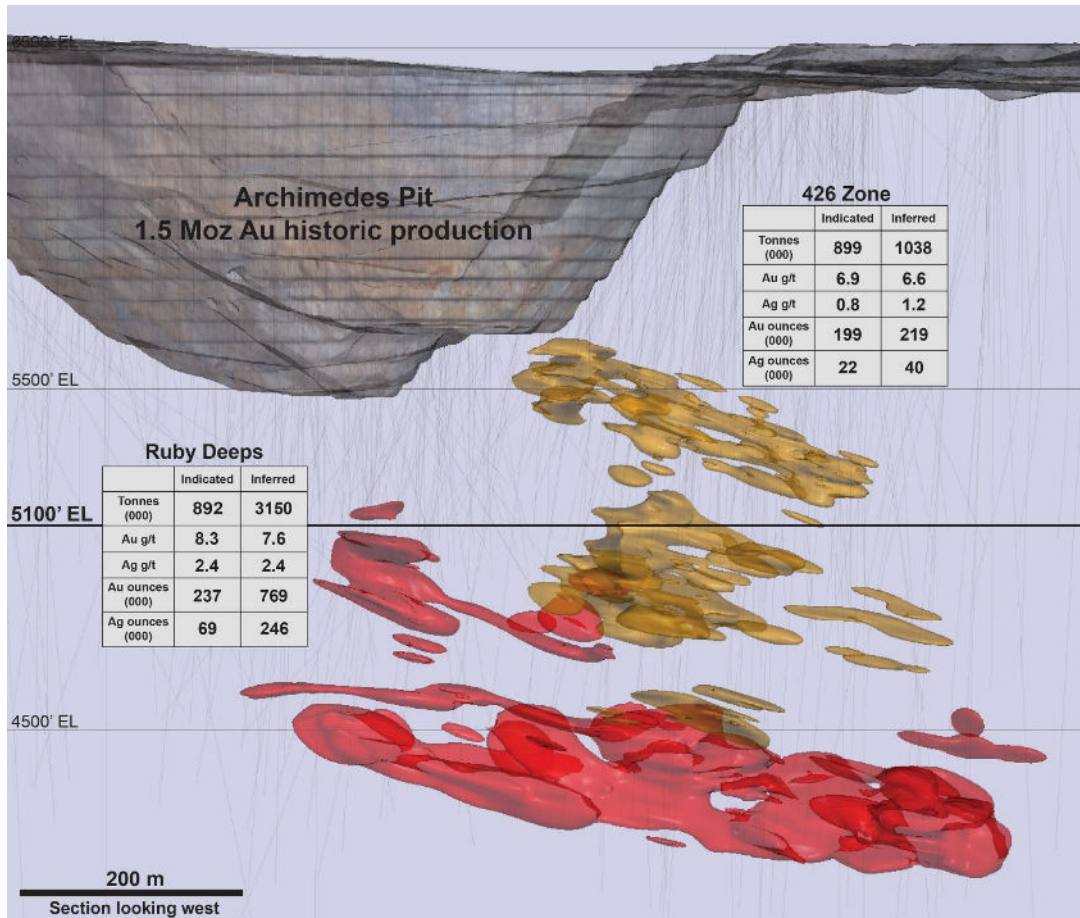 6500' EL
Archimedes Pit
1.5 Moz Au historic production
426 Zone
Indicated Inferred
Tonnes (000) 899 1038
Au g/t 6.9 6.6
Ag g/t 0.8 1.2
Au ounces (000) 199 219
Ag ounces (000) 22 40
5500' EL
Ruby Deeps
Indicated Inferred
Tonnes (000) 892 3150
Au g/t 8.3 7.6
Ag g/t 2.4 2.4
Au ounces (000) 237 769
Ag ounces (000) 69 246
5100' EL
4500' EL
200 m
Section looking west